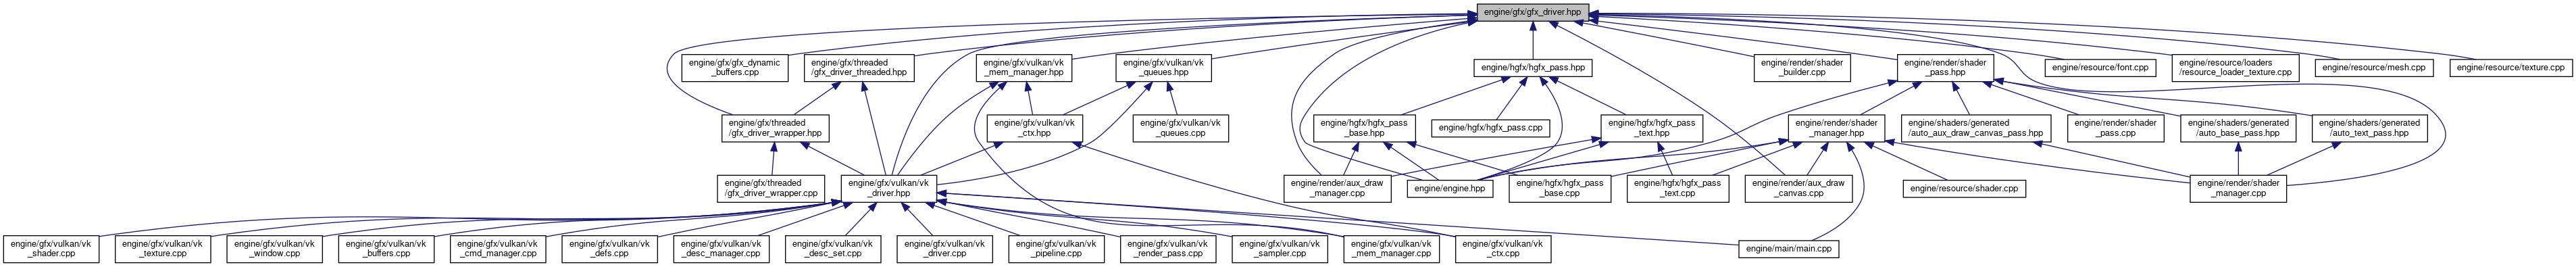 engine/gfx/gfx_driver.hpp
engine/gfx/gfx_dynamic
_buffers.cpp
engine/gfx/threaded
/gfx_driver_threaded.hpp
engine/gfx/vulkan/vk
_mem_manager.hpp
engine/gfx/vulkan/vk
_queues.hpp
engine/hgfx/hgfx_pass.hpp
engine/render/shader
_builder.cpp
engine/render/shader
_pass.hpp
engine/resource/font.cpp
engine/resource/loaders
/resource_loader_texture.cpp
engine/resource/mesh.cpp
engine/resource/texture.cpp
engine/gfx/threaded
/gfx_driver_wrapper.hpp
engine/gfx/vulkan/vk
_ctx.hpp
engine/gfx/vulkan/vk
_queues.cpp
engine/hgfx/hgfx_pass
_base.hpp
engine/hgfx/hgfx_pass.cpp
engine/hgfx/hgfx_pass
_text.hpp
engine/render/shader
_manager.hpp
engine/shaders/generated
/auto_aux_draw_canvas_pass.hpp
engine/render/shader
_pass.cpp
engine/shaders/generated
/auto_base_pass.hpp
engine/shaders/generated
/auto_text_pass.hpp
engine/gfx/threaded
/gfx_driver_wrapper.cpp
engine/gfx/vulkan/vk
_driver.hpp
engine/render/aux_draw
_manager.cpp
engine/engine.hpp
engine/hgfx/hgfx_pass
_base.cpp
engine/hgfx/hgfx_pass
_text.cpp
engine/render/aux_draw
_canvas.cpp
engine/resource/shader.cpp
engine/render/shader
_manager.cpp
engine/gfx/vulkan/vk
_shader.cpp
engine/gfx/vulkan/vk
_texture.cpp
engine/gfx/vulkan/vk
_window.cpp
engine/gfx/vulkan/vk
_buffers.cpp
engine/gfx/vulkan/vk
_cmd_manager.cpp
engine/gfx/vulkan/vk
_defs.cpp
engine/gfx/vulkan/vk
_desc_manager.cpp
engine/gfx/vulkan/vk
_desc_set.cpp
engine/gfx/vulkan/vk
_driver.cpp
engine/gfx/vulkan/vk
_pipeline.cpp
engine/gfx/vulkan/vk
_render_pass.cpp
engine/gfx/vulkan/vk
_sampler.cpp
engine/gfx/vulkan/vk
_mem_manager.cpp
engine/gfx/vulkan/vk
_ctx.cpp
engine/main/main.cpp